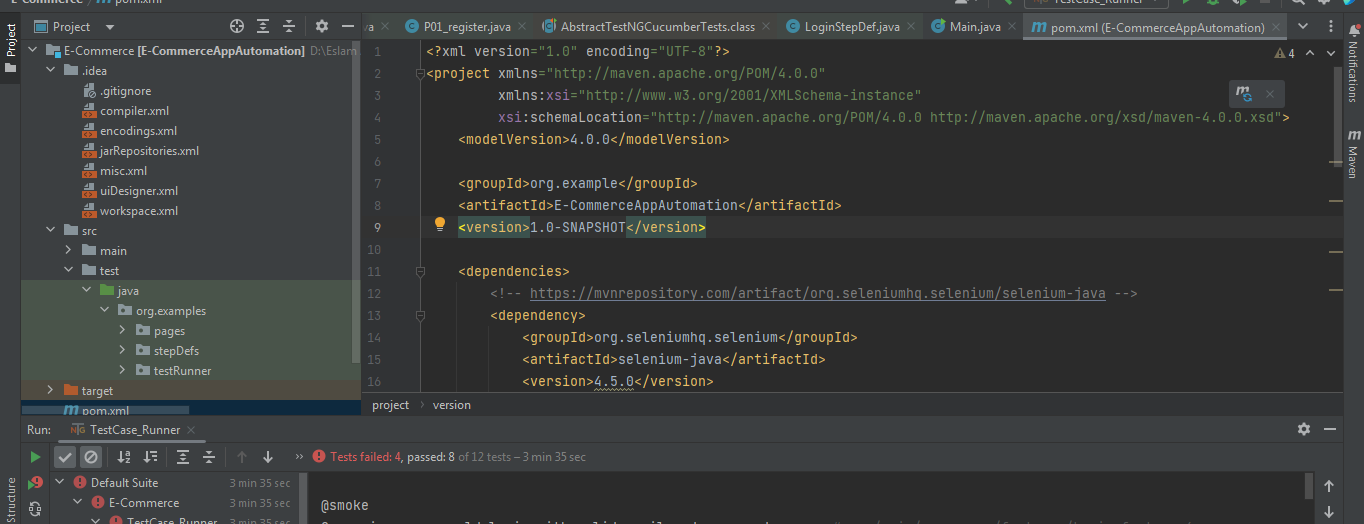 E-Commerce pom.xml
TestCase_Runner
Project
P01_register.java
AbstractTestNGCucumberTests.class
LoginStepDef.java
Main.java
pom.xml (E-CommerceAppAutomation)
Project
E-Commerce [E-CommerceAppAutomation] D:\Eslam
.idea
.gitignore
compiler.xml
encodings.xml
jarRepositories.xml
misc.xml
uiDesigner.xml
workspace.xml
src
main
test
java
org.examples
pages
stepDefs
testRunner
target
pom.xml
4
1 <?xml version="1.0" encoding="UTF-8"?>
2 <project xmlns="http://maven.apache.org/POM/4.0.0"
3 xmlns:xsi="http://www.w3.org/2001/XMLSchema-instance"
4 xsi:schemaLocation="http://maven.apache.org/POM/4.0.0 http://maven.apache.org/xsd/maven-4.0.0.xsd">
5 <modelVersion>4.0.0</modelVersion>
6
7 <groupId>org.example</groupId>
8 <artifactId>E-CommerceAppAutomation</artifactId>
9 <version>1.0-SNAPSHOT</version>
10
11 <dependencies>
12 <!-- https://mvnrepository.com/artifact/org.seleniumhq.selenium/selenium-java -->
13 <dependency>
14 <groupId>org.seleniumhq.selenium</groupId>
15 <artifactId>selenium-java</artifactId>
16 <version>4.5.0</version>
project › version
Notifications
Maven
Run: TestCase_Runner
Tests failed: 4, passed: 8 of 12 tests – 3 min 35 sec
Default Suite 3 min 35 sec
E-Commerce 3 min 35 sec
TestCase_Runner 3 min 35 sec
@smoke
Structure